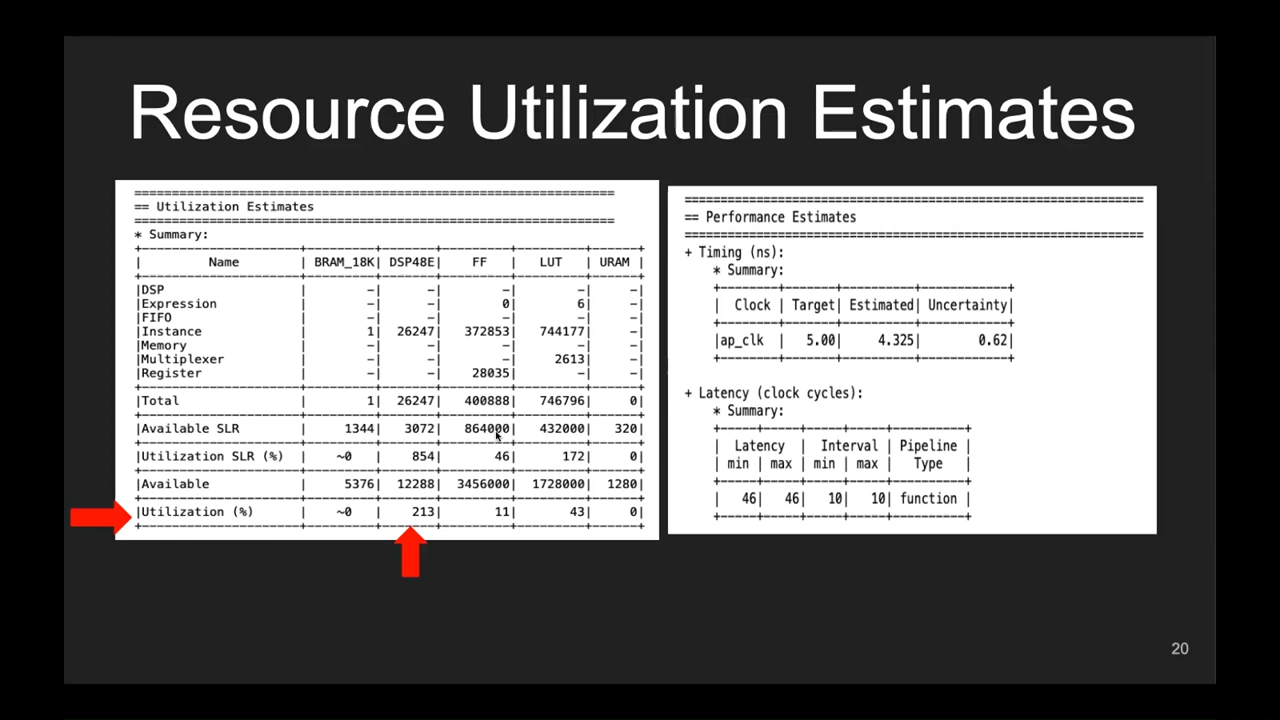 Resource Utilization Estimates
================================================================
== Utilization Estimates
================================================================
* Summary:
+---------------------+---------+-------+---------+---------+------+
|         Name        | BRAM_18K| DSP48E|    FF   |   LUT   | URAM |
+---------------------+---------+-------+---------+---------+------+
|DSP                  |        -|      -|        -|        -|     -|
|Expression           |        -|      -|        0|        6|     -|
|FIFO                 |        -|      -|        -|        -|     -|
|Instance             |        1|  26247|   372853|   744177|     -|
|Memory               |        -|      -|        -|        -|     -|
|Multiplexer          |        -|      -|        -|     2613|     -|
|Register             |        -|      -|    28035|        -|     -|
+---------------------+---------+-------+---------+---------+------+
|Total                |        1|  26247|   400888|   746796|     0|
+---------------------+---------+-------+---------+---------+------+
|Available SLR        |     1344|   3072|   864000|   432000|   320|
+---------------------+---------+-------+---------+---------+------+
|Utilization SLR (%)  |    ~0   |    854|       46|      172|     0|
+---------------------+---------+-------+---------+---------+------+
|Available            |     5376|  12288|  3456000|  1728000|  1280|
+---------------------+---------+-------+---------+---------+------+
|Utilization (%)      |    ~0   |    213|       11|       43|     0|
+---------------------+---------+-------+---------+---------+------+
================================================================
== Performance Estimates
================================================================
+ Timing (ns):
* Summary:
+--------+-------+----------+------------+
|  Clock | Target| Estimated| Uncertainty|
+--------+-------+----------+------------+
|ap_clk  |   5.00|     4.325|        0.62|
+--------+-------+----------+------------+
+ Latency (clock cycles):
* Summary:
+-----+-----+-----+-----+----------+
|  Latency  |  Interval | Pipeline |
| min | max | min | max |   Type   |
+-----+-----+-----+-----+----------+
|   46|   46|   10|   10| function |
+-----+-----+-----+-----+----------+
20